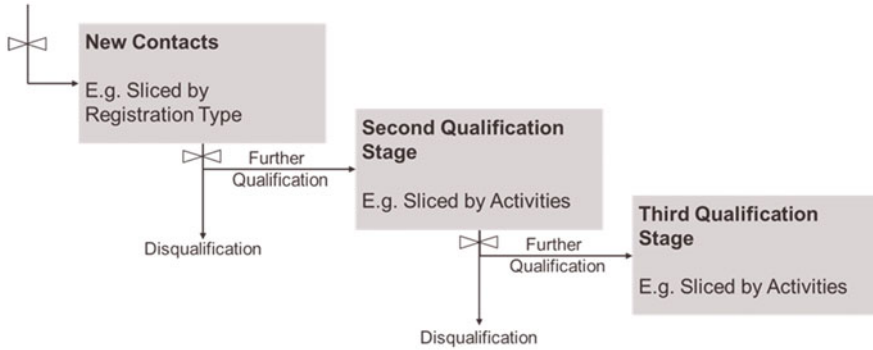 New Contacts
E.g. Sliced by
Registration Type
Further
Qualification
Disqualification
Second Qualification
Stage
E.g. Sliced by Activities
Further
Qualification
Disqualification
Third Qualification
Stage
E.g. Sliced by Activities